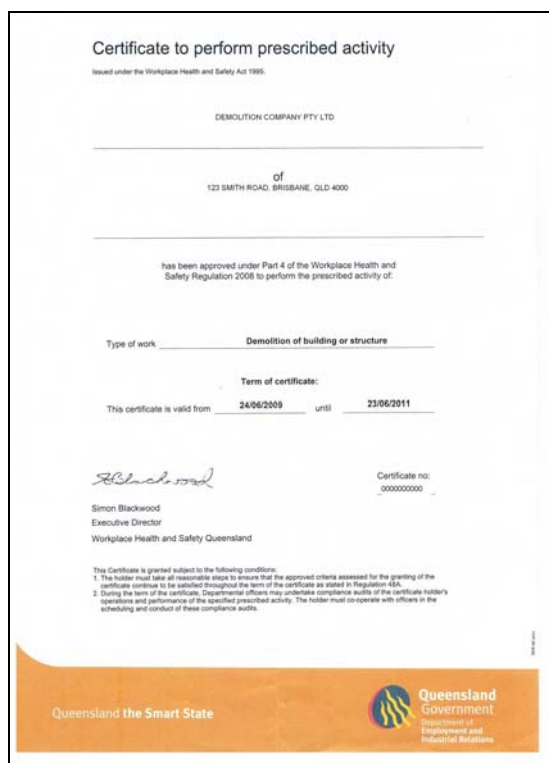 Certificate to perform prescribed activity
Issued under the Workplace Health and Safety Act 1995.
DEMOLITION COMPANY PTY LTD
of
123 SMITH ROAD, BRISBANE, QLD 4000
has been approved under Part 4 of the Workplace Health and
Safety Regulation 2008 to perform the prescribed activity of:
Type of work Demolition of building or structure
Term of certificate:
This certificate is valid from 24/06/2009 until 23/06/2011
Certificate no:
0000000000
Simon Blackwood
Executive Director
Workplace Health and Safety Queensland
This Certificate is granted subject to the following conditions:
1. The holder must take all reasonable steps to ensure that the approved criteria assessed for the granting of the
certificate continue to be satisfied throughout the term of the certificate as stated in Regulation 48A.
2. During the term of the certificate, Departmental officers may undertake compliance audits of the certificate holder's
operations and performance of the specified prescribed activity. The holder must co-operate with officers in the
scheduling and conduct of these compliance audits.
Queensland the Smart State
Queensland
Government
Department of
Employment and
Industrial Relations